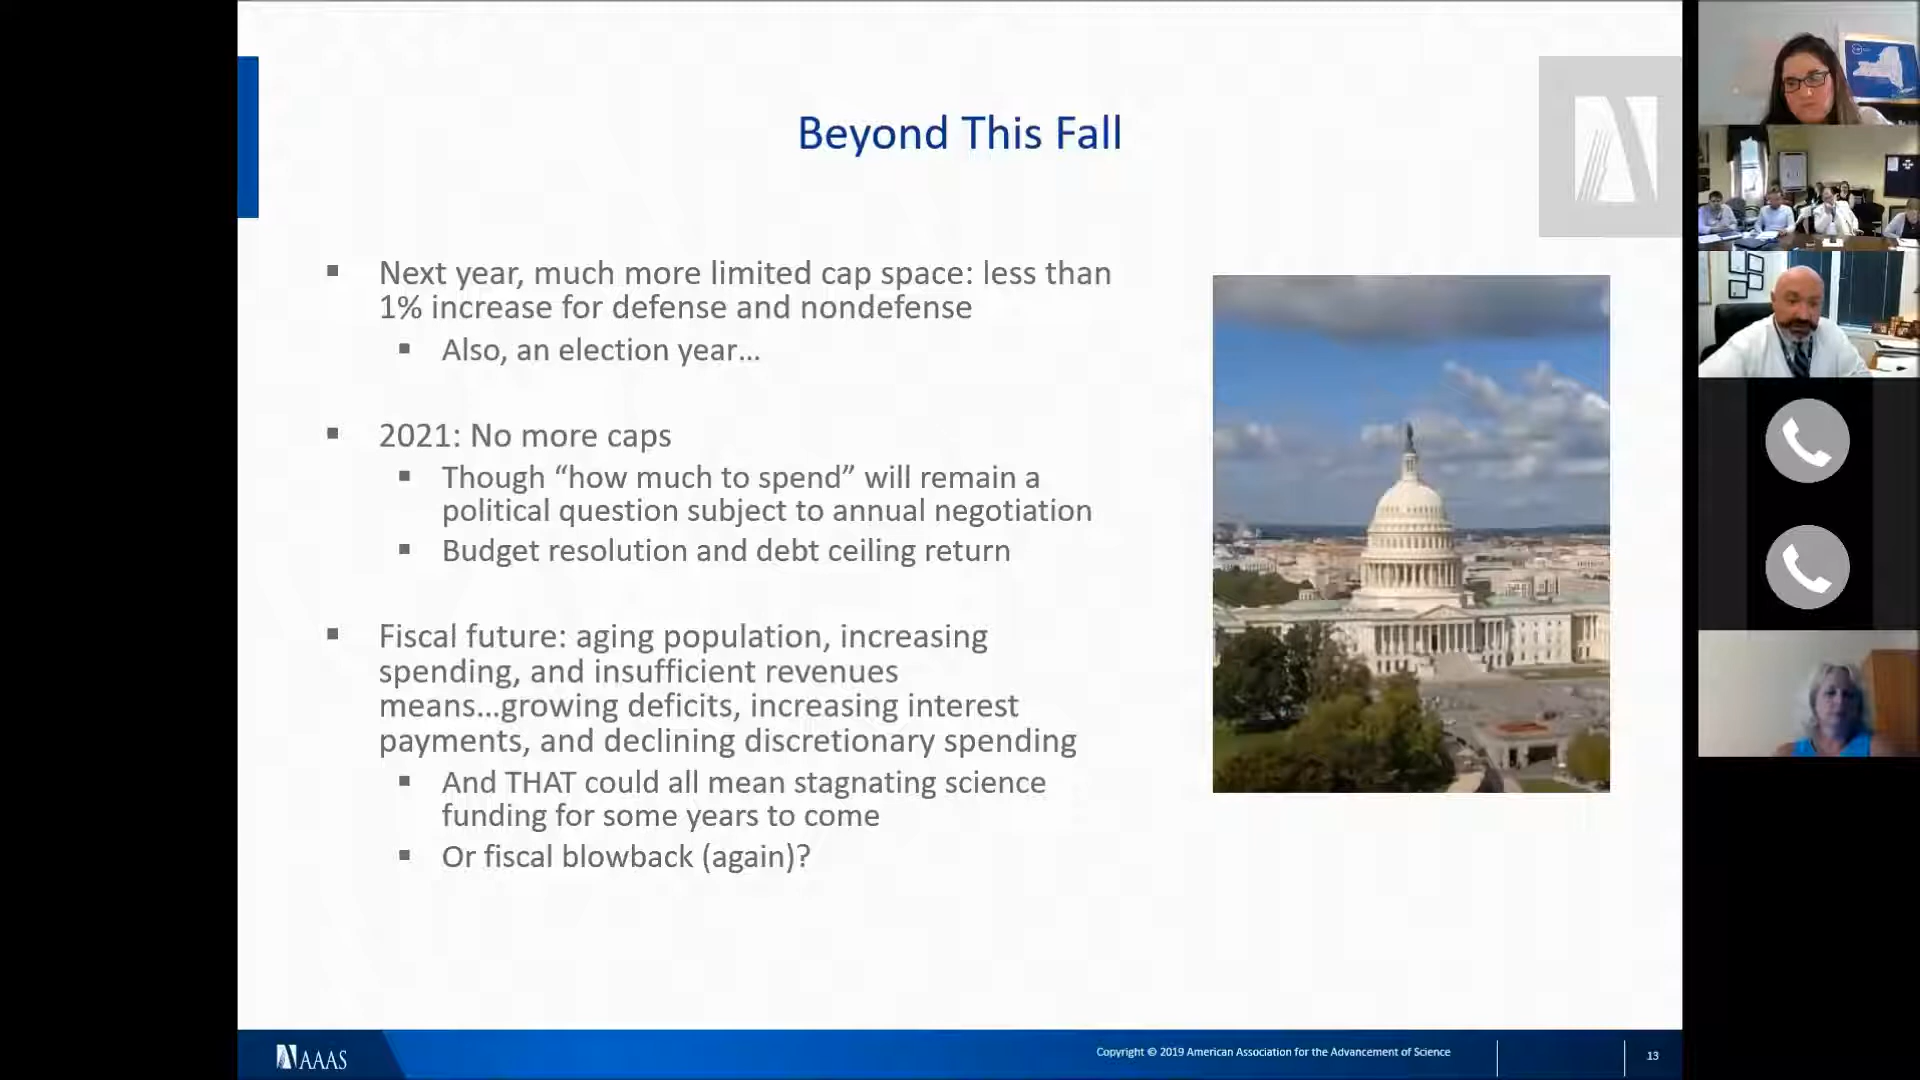 Beyond This Fall
▪ Next year, much more limited cap space: less than
1% increase for defense and nondefense
▪ Also, an election year...
▪ 2021: No more caps
▪ Though “how much to spend” will remain a
political question subject to annual negotiation
▪ Budget resolution and debt ceiling return
▪ Fiscal future: aging population, increasing
spending, and insufficient revenues
means...growing deficits, increasing interest
payments, and declining discretionary spending
▪ And THAT could all mean stagnating science
funding for some years to come
▪ Or fiscal blowback (again)?
AAAS
Copyright © 2019 American Association for the Advancement of Science
13